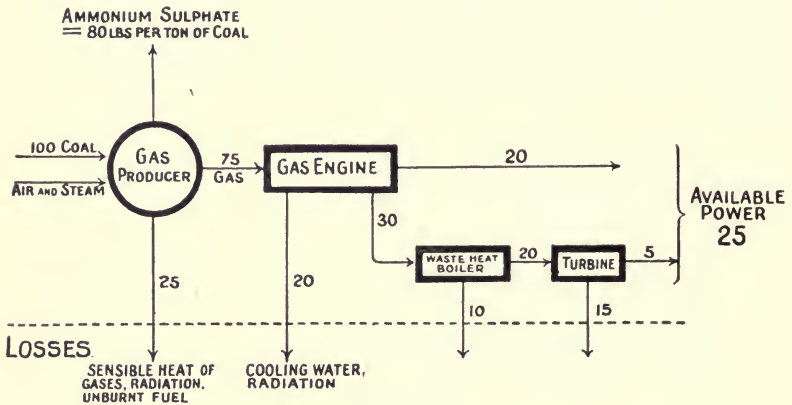 AMMONIUM SULPHATE
= 80 LBS PER TON OF COAL
100 COAL
AIR AND STEAM
GAS
PRODUCER
75
GAS
GAS ENGINE
20
30
AVAILABLE
POWER
25
WASTE HEAT
BOILER
20
TURBINE
5
25
20
10
15
LOSSES.
SENSIBLE HEAT OF
GASES, RADIATION,
UNBURNT FUEL
COOLING WATER,
RADIATION